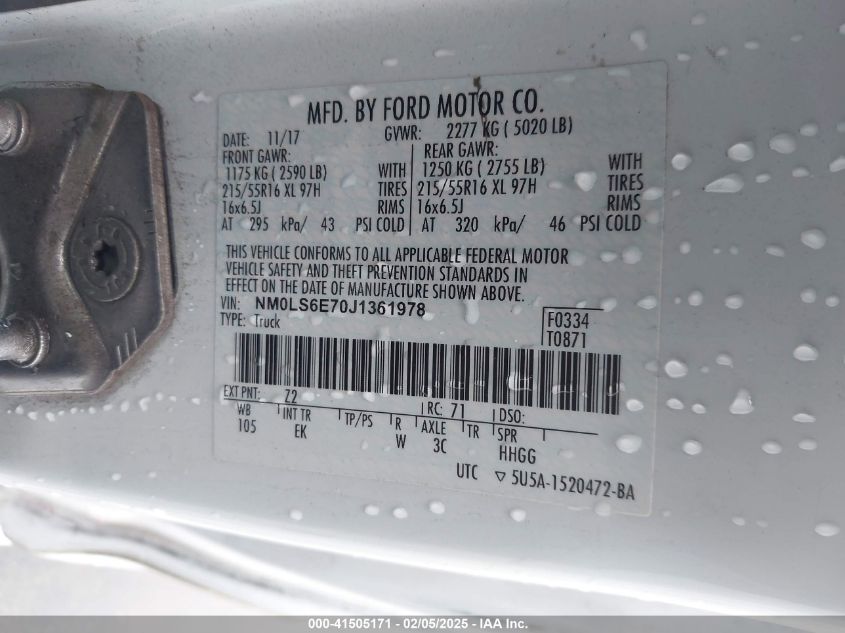 MFD. BY FORD MOTOR CO.
DATE: 11/17 GVWR: 2277 KG ( 5020 LB)
FRONT GAWR: REAR GAWR:
1175 KG ( 2590 LB) WITH 1250 KG ( 2755 LB) WITH
215/55R16 XL 97H TIRES 215/55R16 XL 97H TIRES
16x6.5J RIMS 16x6.5J RIMS
AT 295 kPa/ 43 PSI COLD AT 320 kPa/ 46 PSI COLD
THIS VEHICLE CONFORMS TO ALL APPLICABLE FEDERAL MOTOR
VEHICLE SAFETY AND THEFT PREVENTION STANDARDS IN
EFFECT ON THE DATE OF MANUFACTURE SHOWN ABOVE.
VIN: NM0LS6E70J1361978
TYPE: Truck
F0334
T0871
EXT PNT: Z2 RC: 71 DSO:
WB INT TR TP/PS R AXLE TR SPR
105 EK W 3C HHGG
UTC ▽ 5U5A-1520472-BA
000-41505171 - 02/05/2025 - IAA Inc.